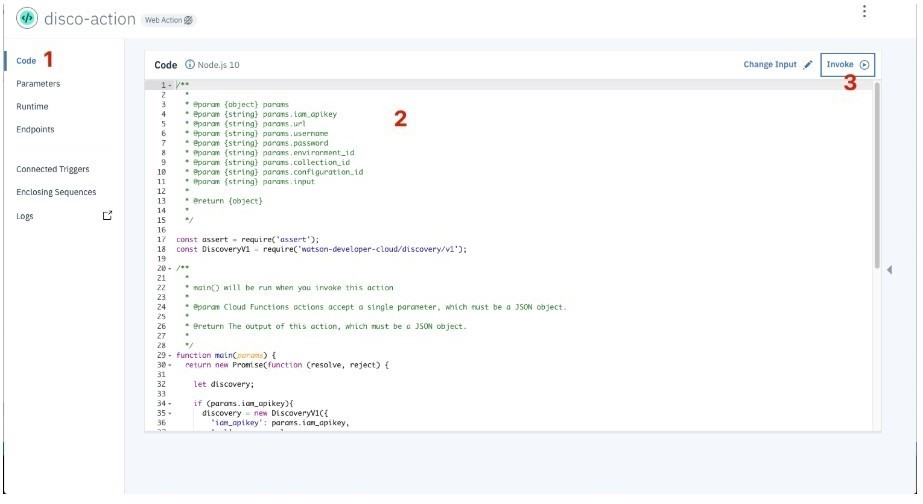 disco-action Web Action
Code 1
Parameters
Runtime
Endpoints
Connected Triggers
Enclosing Sequences
Logs
Code Node.js 10
Change Input
Invoke
3
2
1 /**
2 *
3 * @param {object} params
4 * @param {string} params.iam_apikey
5 * @param {string} params.url
6 * @param {string} params.username
7 * @param {string} params.password
8 * @param {string} params.environment_id
9 * @param {string} params.collection_id
10 * @param {string} params.configuration_id
11 * @param {string} params.input
12 *
13 * @return {object}
14 *
15 */
16
17 const assert = require('assert');
18 const DiscoveryV1 = require('watson-developer-cloud/discovery/v1');
19
20 /**
21 *
22 * main() will be run when you invoke this action
23 *
24 * @param Cloud Functions actions accept a single parameter, which must be a JSON object.
25 *
26 * @return The output of this action, which must be a JSON object.
27 *
28 */
29 function main(params) {
30 return new Promise(function (resolve, reject) {
31
32 let discovery;
33
34 if (params.iam_apikey){
35 discovery = new DiscoveryV1({
36 'iam_apikey': params.iam_apikey,